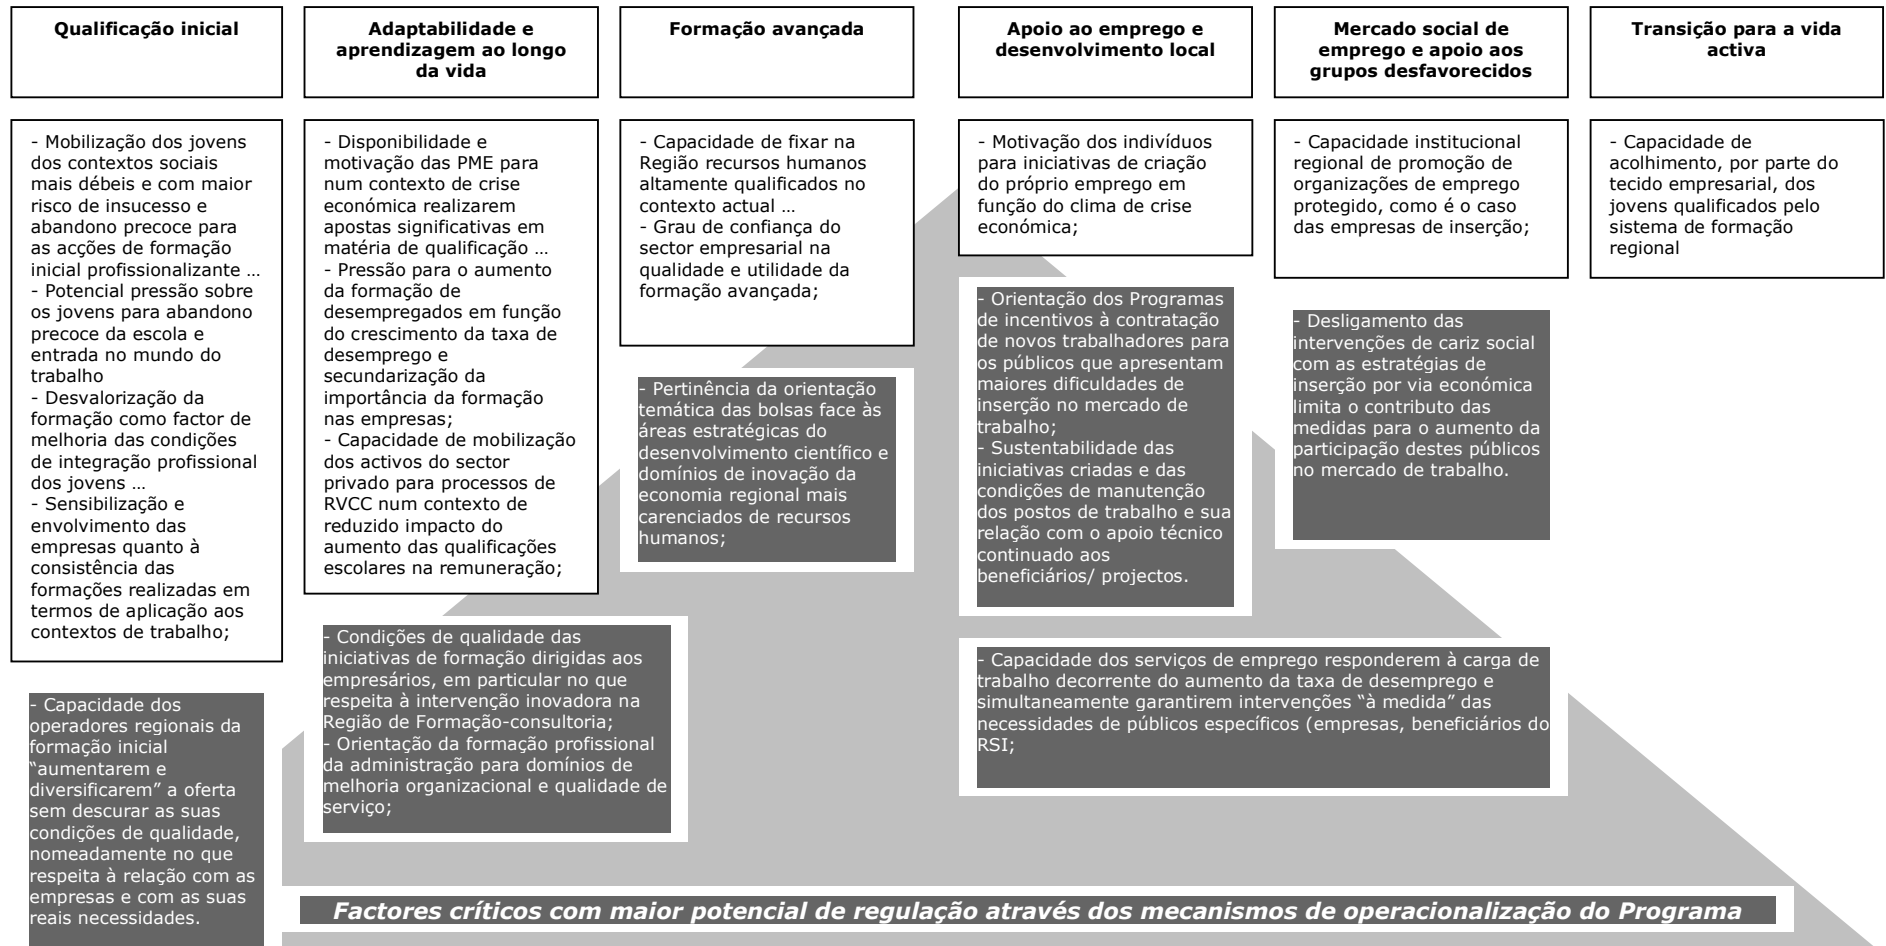 Qualificação inicial
Adaptabilidade e
aprendizagem ao longo
da vida
Formação avançada
Apoio ao emprego e
desenvolvimento local
Mercado social de
emprego e apoio aos
grupos desfavorecidos
Transição para a vida
activa
- Mobilização dos jovens
dos contextos sociais
mais débeis e com maior
risco de insucesso e
abandono precoce para
as acções de formação
inicial profissionalizante …
- Potencial pressão sobre
os jovens para abandono
precoce da escola e
entrada no mundo do
trabalho
- Desvalorização da
formação como factor de
melhoria das condições
de integração profissional
dos jovens …
- Sensibilização e
envolvimento das
empresas quanto à
consistência das
formações realizadas em
termos de aplicação aos
contextos de trabalho;
- Disponibilidade e
motivação das PME para
num contexto de crise
económica realizarem
apostas significativas em
matéria de qualificação …
- Pressão para o aumento
da formação de
desempregados em função
do crescimento da taxa de
desemprego e
secundarização da
importância da formação
nas empresas;
- Capacidade de mobilização
dos activos do sector
privado para processos de
RVCC num contexto de
reduzido impacto do
aumento das qualificações
escolares na remuneração;
- Capacidade de fixar na
Região recursos humanos
altamente qualificados no
contexto actual …
- Grau de confiança do
sector empresarial na
qualidade e utilidade da
formação avançada;
- Motivação dos indivíduos
para iniciativas de criação
do próprio emprego em
função do clima de crise
económica;
- Capacidade institucional
regional de promoção de
organizações de emprego
protegido, como é o caso
das empresas de inserção;
- Capacidade de
acolhimento, por parte do
tecido empresarial, dos
jovens qualificados pelo
sistema de formação
regional
- Pertinência da orientação
temática das bolsas face às
áreas estratégicas do
desenvolvimento científico e
domínios de inovação da
economia regional mais
carenciados de recursos
humanos;
- Orientação dos Programas
de incentivos à contratação
de novos trabalhadores para
os públicos que apresentam
maiores dificuldades de
inserção no mercado de
trabalho;
- Sustentabilidade das
iniciativas criadas e das
condições de manutenção
dos postos de trabalho e sua
relação com o apoio técnico
continuado aos
beneficiários/ projectos.
- Desligamento das
intervenções de cariz social
com as estratégias de
inserção por via económica
limita o contributo das
medidas para o aumento da
participação destes públicos
no mercado de trabalho.
- Condições de qualidade das
iniciativas de formação dirigidas aos
empresários, em particular no que
respeita à intervenção inovadora na
Região de Formação-consultoria;
- Orientação da formação profissional
da administração para domínios de
melhoria organizacional e qualidade de
serviço;
- Capacidade dos serviços de emprego responderem à carga de
trabalho decorrente do aumento da taxa de desemprego e
simultaneamente garantirem intervenções “à medida” das
necessidades de públicos específicos (empresas, beneficiários do
RSI;
- Capacidade dos
operadores regionais da
formação inicial
“aumentarem e
diversificarem” a oferta
sem descurar as suas
condições de qualidade,
nomeadamente no que
respeita à relação com as
empresas e com as suas
reais necessidades.
Factores críticos com maior potencial de regulação através dos mecanismos de operacionalização do Programa